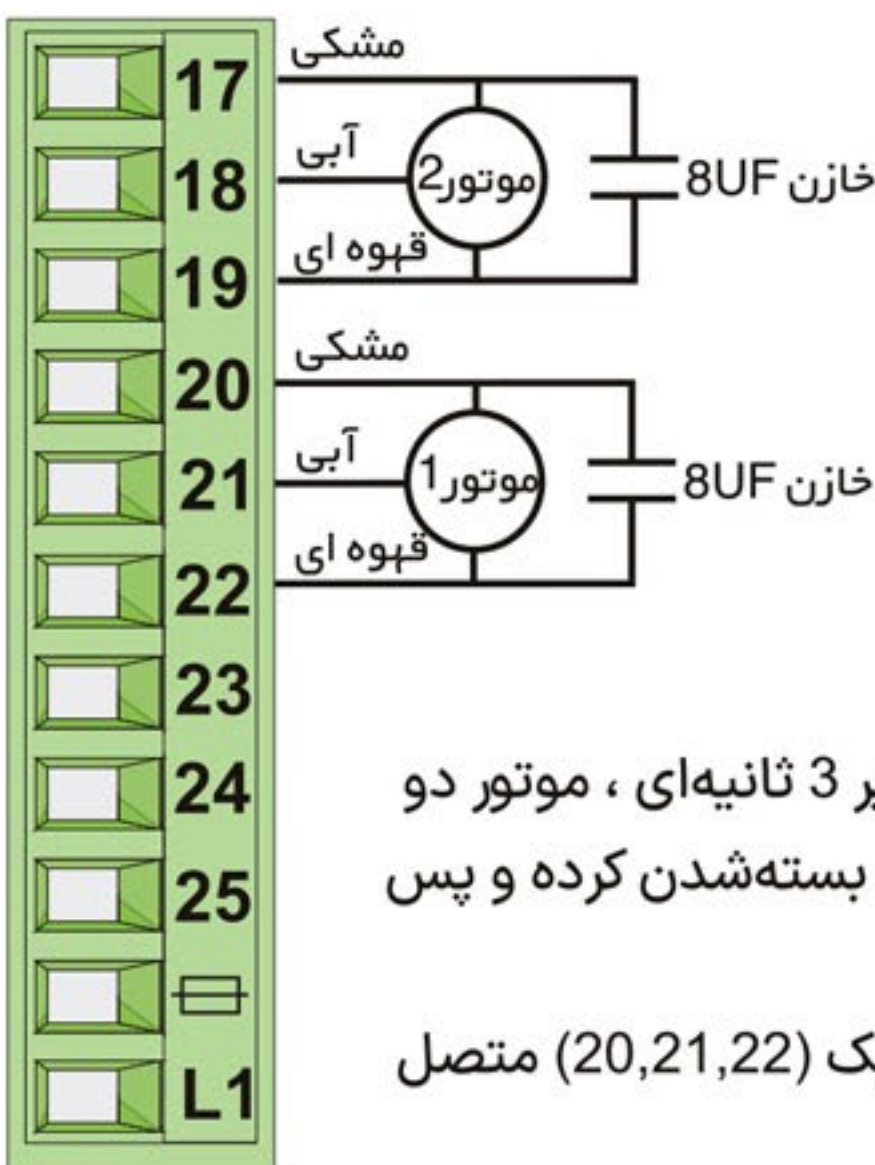 17
مشکی
18
آبی
موتور2
خازن 8UF
19
قهوه ای
20
مشکی
21
آبی
موتور1
خازن 8UF
22
قهوه ای
23
24
25
L1
3 ثانیه‌ای ، موتور دو
بسته‌شدن کرده و پس
(20,21,22) متصل